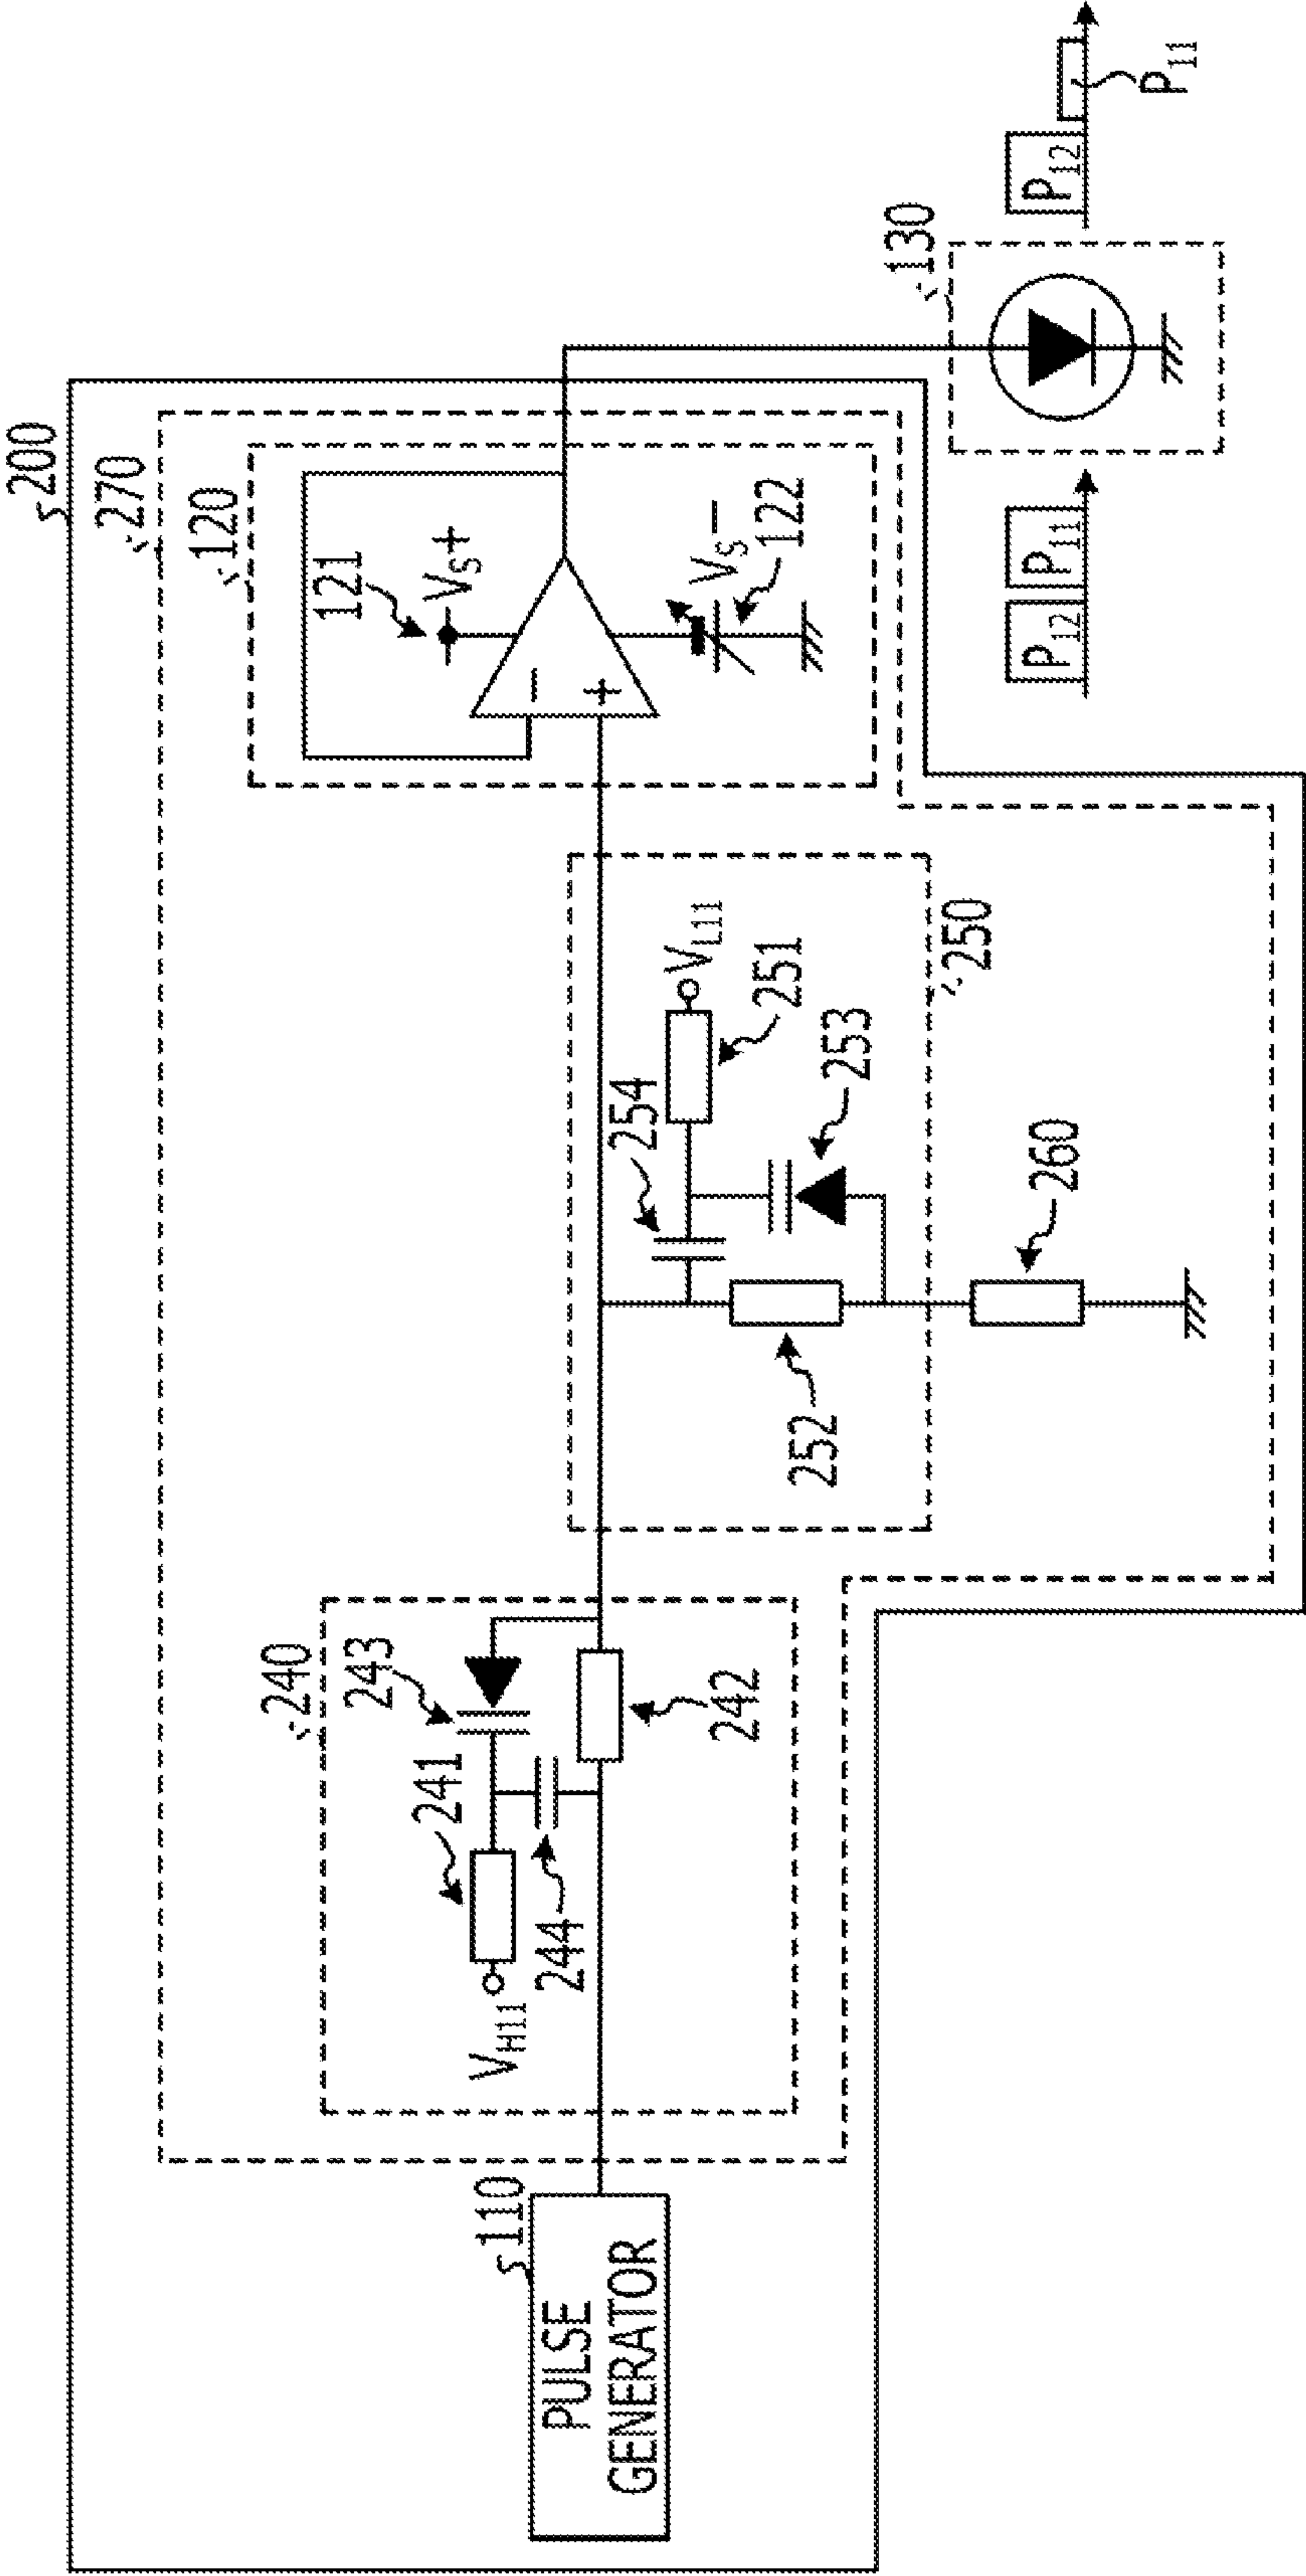 200
270
120
121
VS+
VS−
122
−
+
130
P12
P11
P12
P11
240
243
241
VH11
244
242
254
VL11
251
253
250
252
260
110
PULSE
GENERATOR